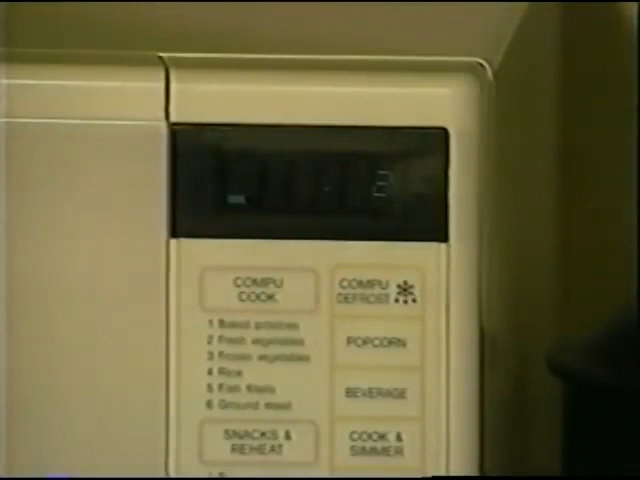 COMPU
COOK
1 Baked potatoes
2 Fresh vegetables
3 Frozen vegetables
4 Rice
5 Fish fillets
6 Ground meat
SNACKS &
REHEAT
COMPU
DEFROST
POPCORN
BEVERAGE
COOK &
SIMMER